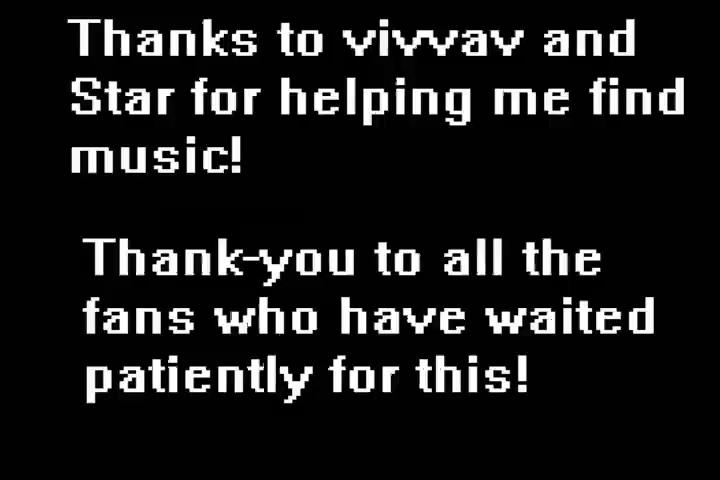 Thanks to vivvav and
Star for helping me find
music!
Thank-you to all the
fans who have waited
patiently for this!